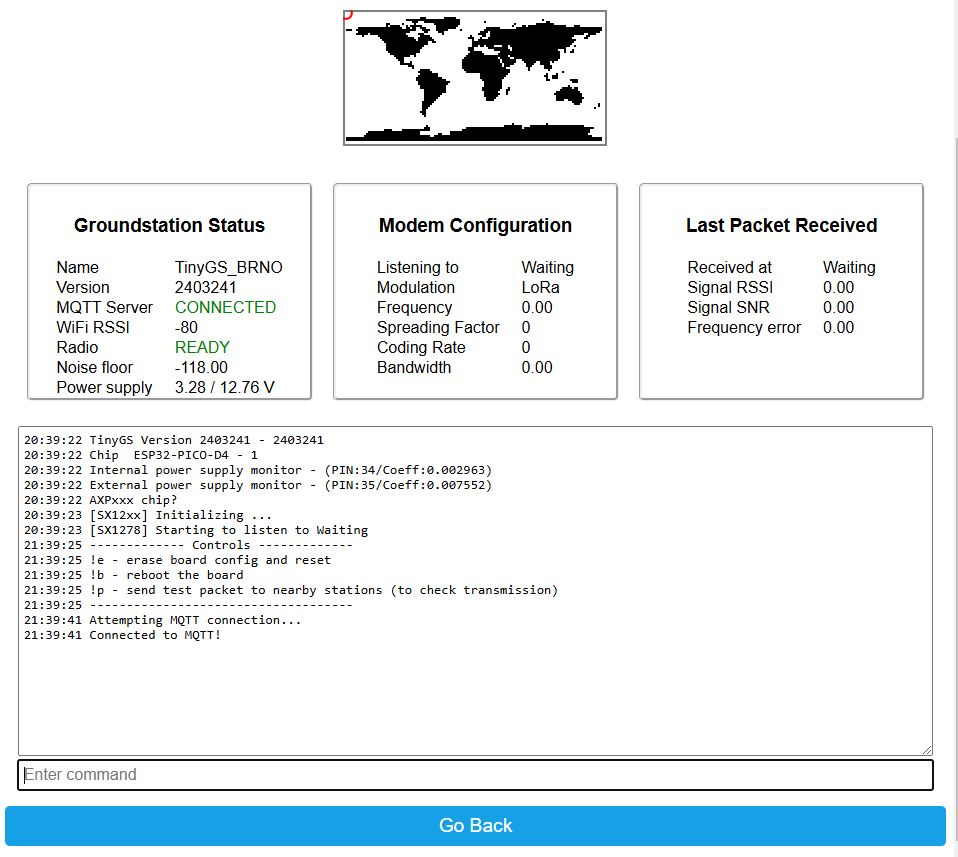 Groundstation Status
Name TinyGS_BRNO
Version 2403241
MQTT Server CONNECTED
WiFi RSSI -80
Radio READY
Noise floor -118.00
Power supply 3.28 / 12.76 V
Modem Configuration
Listening to Waiting
Modulation LoRa
Frequency 0.00
Spreading Factor 0
Coding Rate 0
Bandwidth 0.00
Last Packet Received
Received at Waiting
Signal RSSI 0.00
Signal SNR 0.00
Frequency error 0.00
20:39:22 TinyGS Version 2403241 - 2403241
20:39:22 Chip  ESP32-PICO-D4 - 1
20:39:22 Internal power supply monitor - (PIN:34/Coeff:0.002963)
20:39:22 External power supply monitor - (PIN:35/Coeff:0.007552)
20:39:22 AXPxxx chip?
20:39:23 [SX12xx] Initializing ...
20:39:23 [SX1278] Starting to listen to Waiting
21:39:25 ------------- Controls -------------
21:39:25 !e - erase board config and reset
21:39:25 !b - reboot the board
21:39:25 !p - send test packet to nearby stations (to check transmission)
21:39:25 ------------------------------------
21:39:41 Attempting MQTT connection...
21:39:41 Connected to MQTT!
Enter command
Go Back